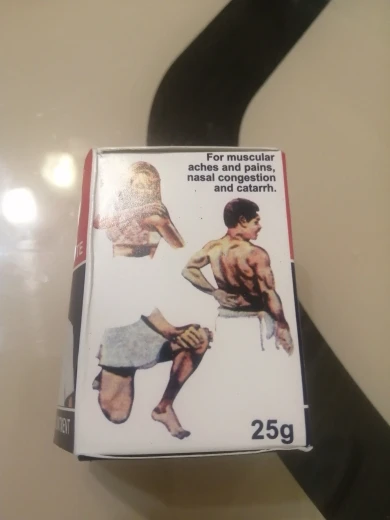 For muscular
aches and pains,
nasal congestion
and catarrh.
25g